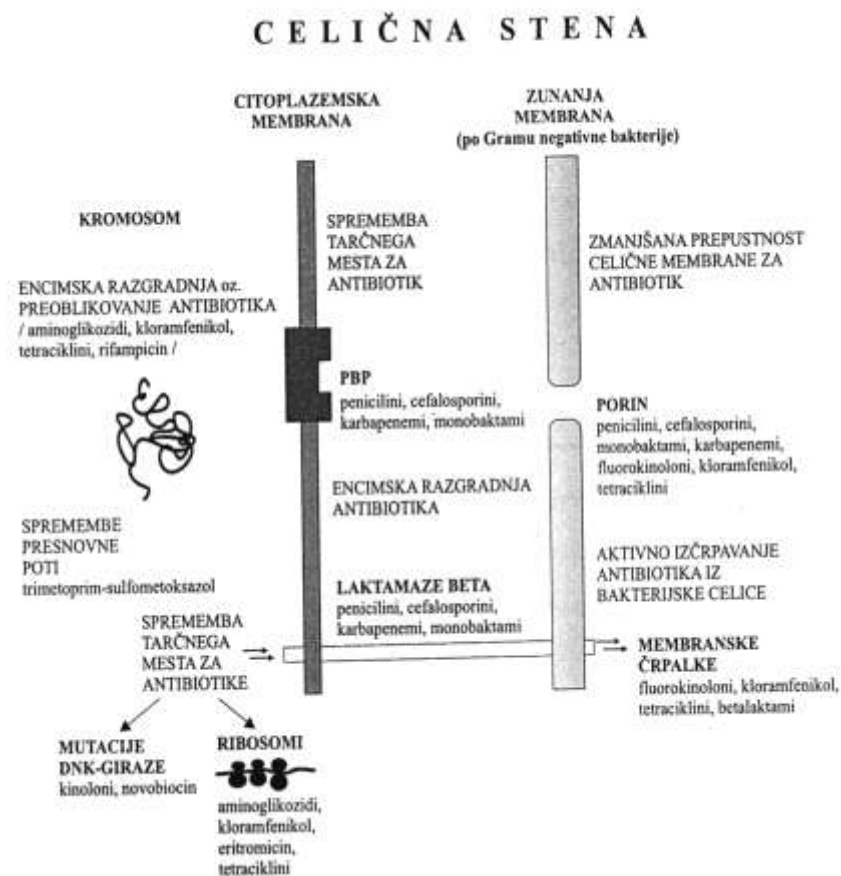 CELIČNA STENA
CITOPLAZEMSKA
MEMBRANA
ZUNANJA
MEMBRANA
(po Gramu negativne bakterije)
KROMOSOM
ENCIMSKA RAZGRADNJA oz.
PREOBLIKOVANJE ANTIBIOTIKA
/ aminoglikozidi, kloramfenikol,
tetraciklini, rifampicin /
SPREMEMBA
TARČNEGA
MESTA ZA
ANTIBIOTIK
ZMANJŠANA PREPUSTNOST
CELIČNE MEMBRANE ZA
ANTIBIOTIK
PBP
penicilini, cefalosporini,
karbapenemi, monobaktami
PORIN
penicilini, cefalosporini,
monobaktami, karbapenemi,
fluorokinoloni, kloramfenikol,
tetraciklini
ENCIMSKA RAZGRADNJA
ANTIBIOTIKA
SPREMEMBE
PRESNOVNE
POTI
trimetoprim-sulfometoksazol
AKTIVNO IZČRPAVANJE
ANTIBIOTIKA IZ
BAKTERIJSKE CELICE
LAKTAMAZE BETA
penicilini, cefalosporini,
karbapenemi, monobaktami
SPREMEMBA
TARČNEGA
MESTA ZA
ANTIBIOTIKE
MEMBRANSKE
ČRPALKE
fluorokinoloni, kloramfenikol,
tetraciklini, betalaktami
MUTACIJE
DNK-GIRAZE
kinoloni, novobiocin
RIBOSOMI
aminoglikozidi,
kloramfenikol,
eritromicin,
tetraciklini